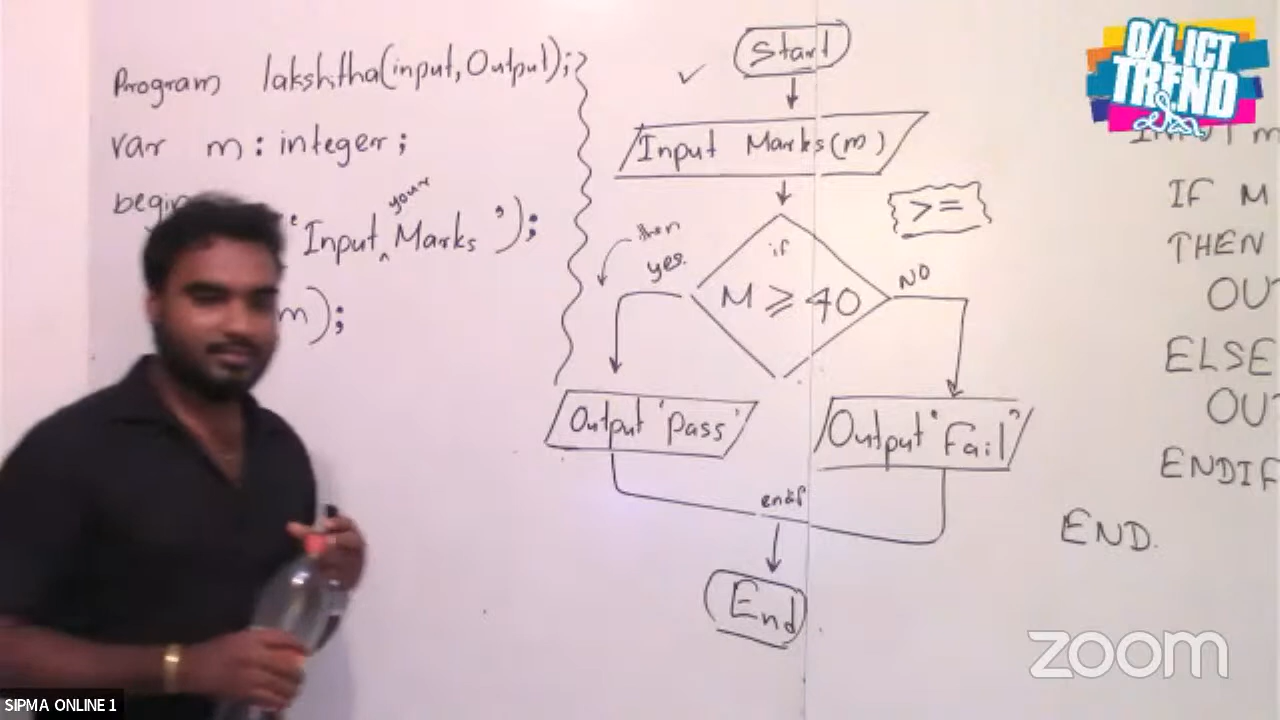 Program lakshitha(input, Output);
var m: integer;
begin
your
'Input ^ Marks');
m);
Start
Input Marks(m)
>=
then
if
yes.
M ≥ 40
NO
Output 'Pass'
Output 'Fail'
endif
End
IF M
THEN
OUT
ELSE
OUT
ENDIF
END.
O/L ICT
TREND
zoom
SIPMA ONLINE 1